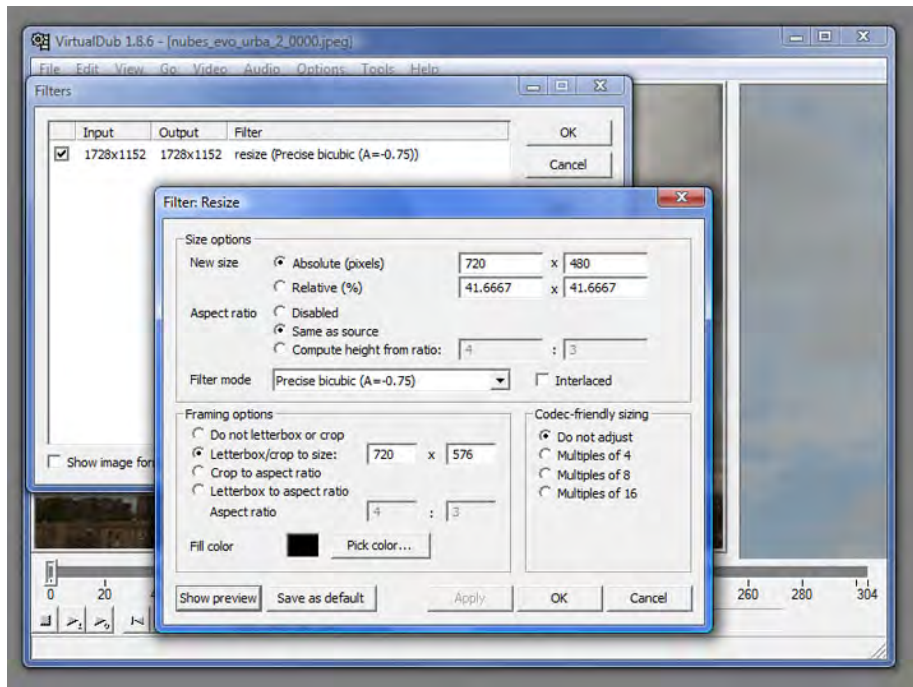 VirtualDub 1.8.6 - [nubes_evo_urba_2_0000.jpeg]
File Edit View Go Video Audio Options Tools Help
Filters
Input Output Filter
1728x1152 1728x1152 resize (Precise bicubic (A=-0.75))
OK
Cancel
Show image for
Filter: Resize
Size options
New size Absolute (pixels) 720 x 480
Relative (%) 41.6667 x 41.6667
Aspect ratio Disabled
Same as source
Compute height from ratio: 4 : 3
Filter mode Precise bicubic (A=-0.75) Interlaced
Framing options
Do not letterbox or crop
Letterbox/crop to size: 720 x 576
Crop to aspect ratio
Letterbox to aspect ratio
Aspect ratio 4 : 3
Fill color Pick color...
Codec-friendly sizing
Do not adjust
Multiples of 4
Multiples of 8
Multiples of 16
Show preview Save as default Apply OK Cancel
0 20 260 280 304